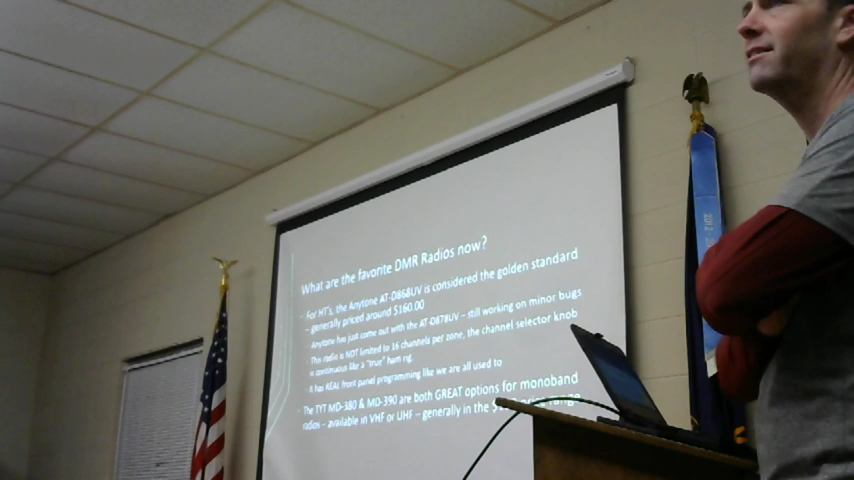 What are the favorite DMR Radios now?
- For HT's, the Anytone AT-D868UV is considered the golden standard
– generally priced around $160.00
Anytone has just come out with the AT-D878UV – still working on minor bugs
This radio is NOT limited to 16 channels per zone, the channel selector knob
is continuous like a "true" ham rig.
It has REAL front panel programming like we are all used to
- The TYT MD-380 & MD-390 are both GREAT options for monoband
radios – available in VHF or UHF – generally in the range
2012